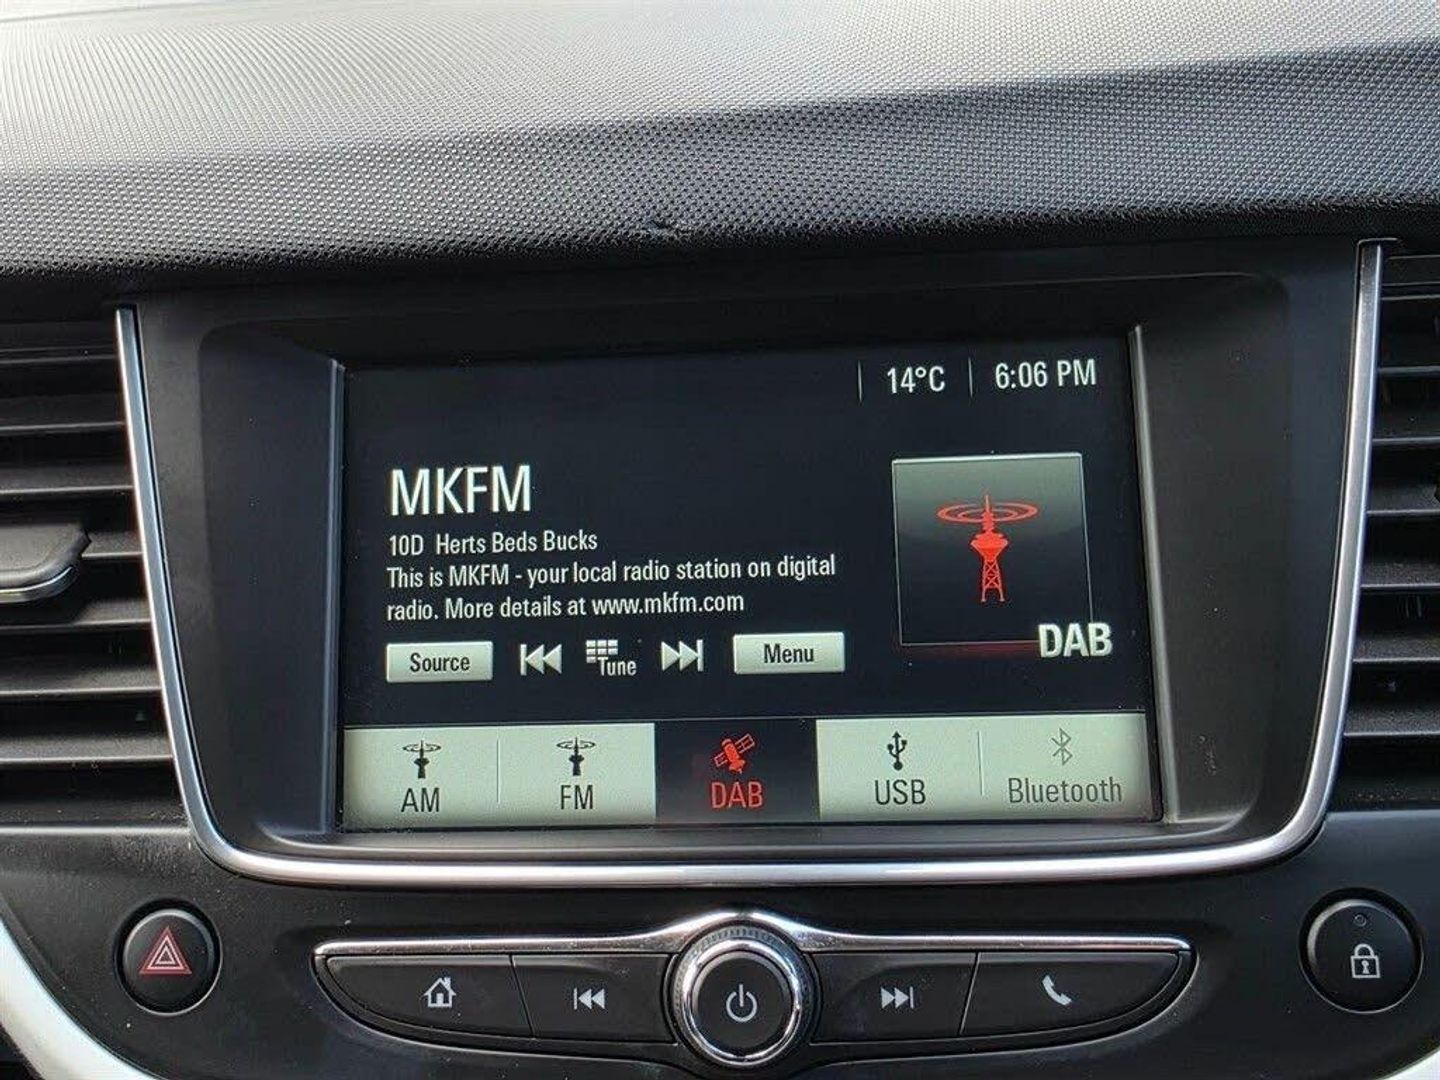 14°C 6:06 PM
MKFM
10D Herts Beds Bucks
This is MKFM - your local radio station on digital
radio. More details at www.mkfm.com
Source Tune Menu
DAB
AM FM DAB USB Bluetooth